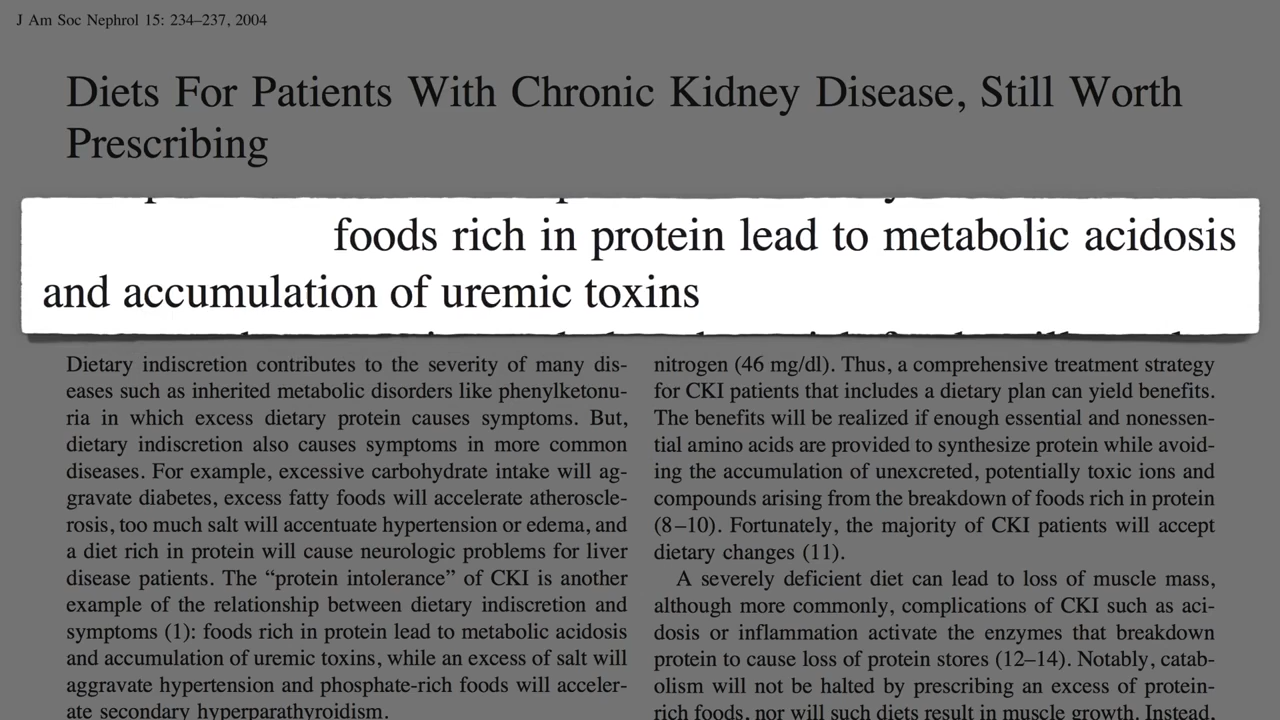 J Am Soc Nephrol 15: 234–237, 2004
Diets For Patients With Chronic Kidney Disease, Still Worth
Prescribing
foods rich in protein lead to metabolic acidosis
and accumulation of uremic toxins
Dietary indiscretion contributes to the severity of many dis-
eases such as inherited metabolic disorders like phenylketonu-
ria in which excess dietary protein causes symptoms. But,
dietary indiscretion also causes symptoms in more common
diseases. For example, excessive carbohydrate intake will ag-
gravate diabetes, excess fatty foods will accelerate atheroscle-
rosis, too much salt will accentuate hypertension or edema, and
a diet rich in protein will cause neurologic problems for liver
disease patients. The “protein intolerance” of CKI is another
example of the relationship between dietary indiscretion and
symptoms (1): foods rich in protein lead to metabolic acidosis
and accumulation of uremic toxins, while an excess of salt will
aggravate hypertension and phosphate-rich foods will acceler-
ate secondary hyperparathyroidism.
nitrogen (46 mg/dl). Thus, a comprehensive treatment strategy
for CKI patients that includes a dietary plan can yield benefits.
The benefits will be realized if enough essential and nonessen-
tial amino acids are provided to synthesize protein while avoid-
ing the accumulation of unexcreted, potentially toxic ions and
compounds arising from the breakdown of foods rich in protein
(8–10). Fortunately, the majority of CKI patients will accept
dietary changes (11).
A severely deficient diet can lead to loss of muscle mass,
although more commonly, complications of CKI such as aci-
dosis or inflammation activate the enzymes that breakdown
protein to cause loss of protein stores (12–14). Notably, catab-
olism will not be halted by prescribing an excess of protein-
rich foods, nor will such diets result in muscle growth. Instead,